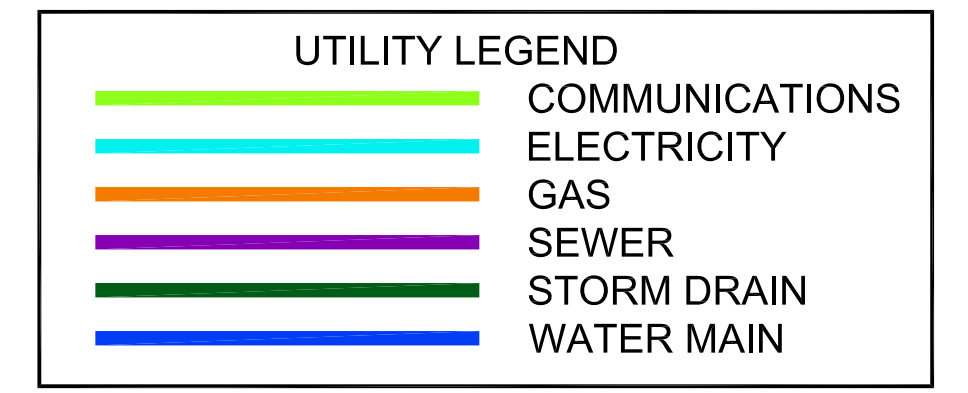 UTILITY LEGEND
COMMUNICATIONS
ELECTRICITY
GAS
SEWER
STORM DRAIN
WATER MAIN